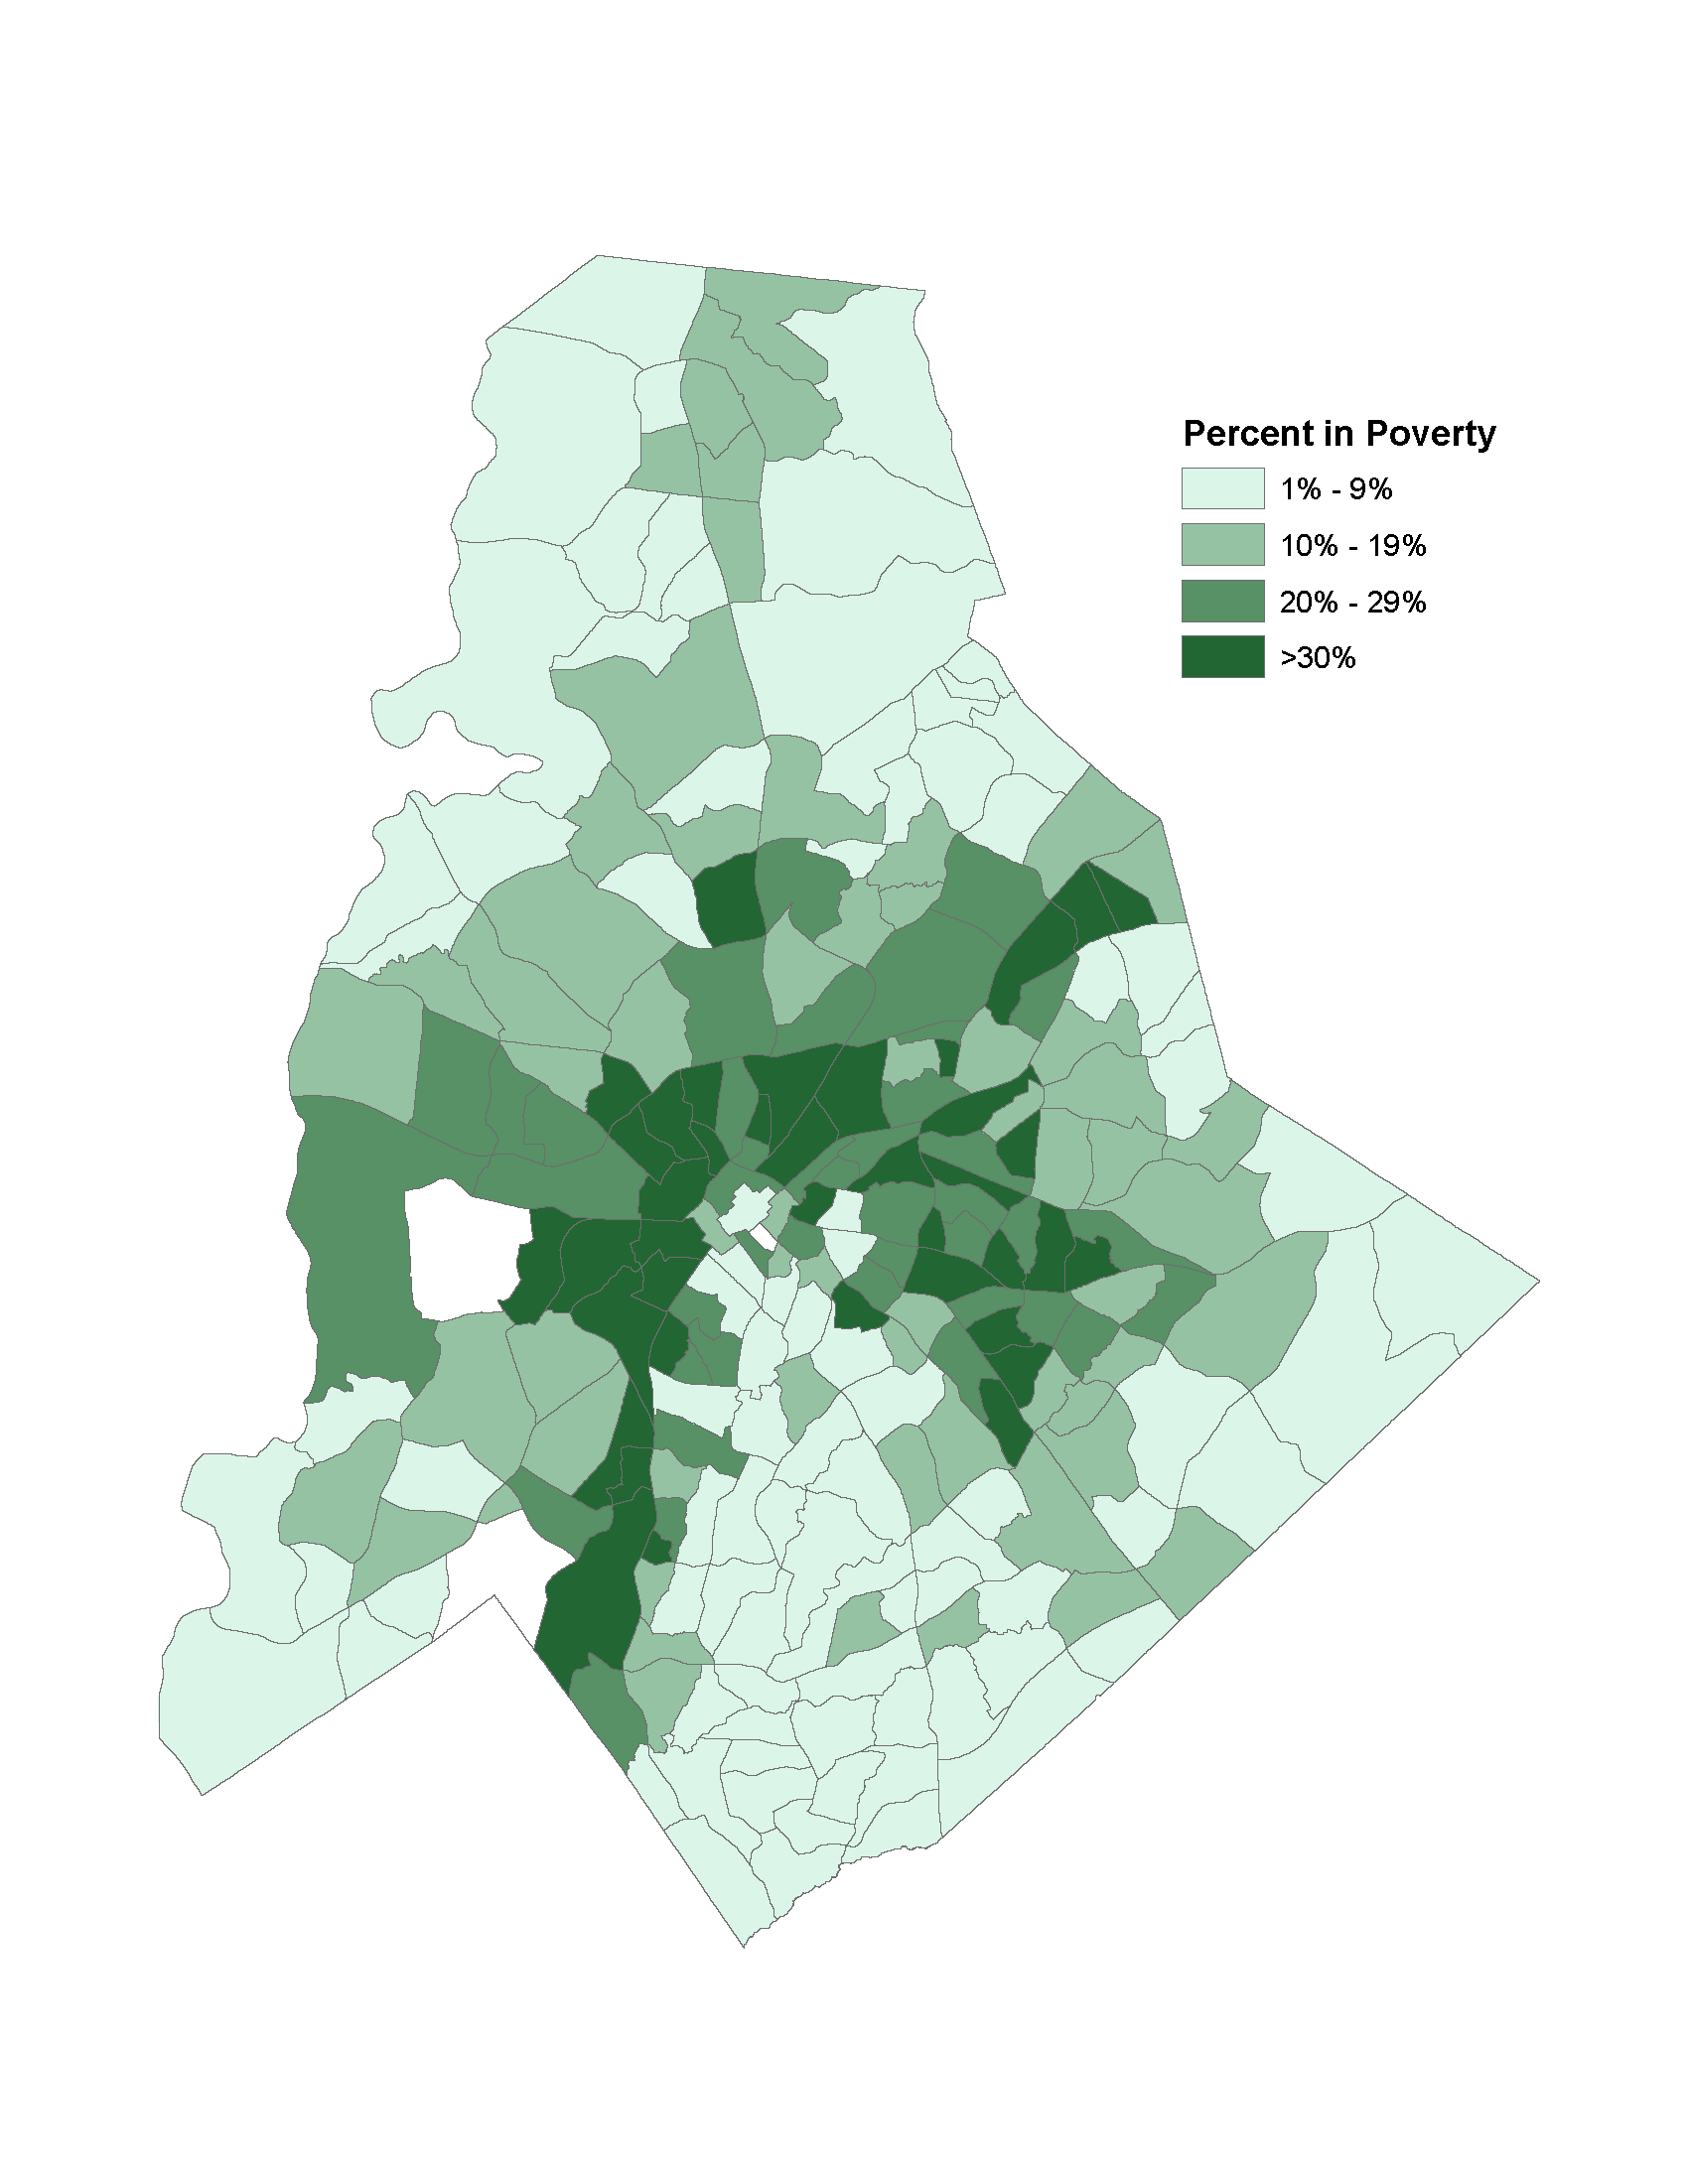 Percent in Poverty
1% - 9%
10% - 19%
20% - 29%
>30%